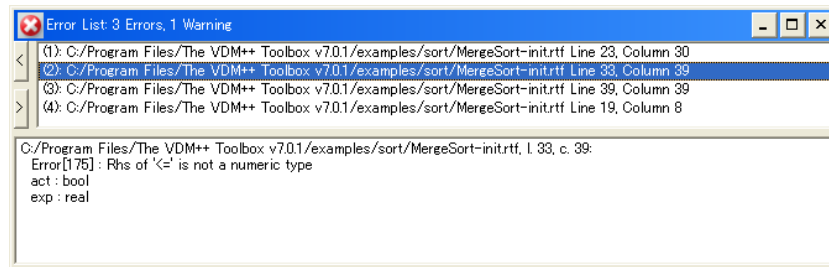 Error List: 3 Errors, 1 Warning
(1): C:/Program Files/The VDM++ Toolbox v7.0.1/examples/sort/MergeSort-init.rtf Line 23, Column 30
(2): C:/Program Files/The VDM++ Toolbox v7.0.1/examples/sort/MergeSort-init.rtf Line 33, Column 39
(3): C:/Program Files/The VDM++ Toolbox v7.0.1/examples/sort/MergeSort-init.rtf Line 39, Column 39
(4): C:/Program Files/The VDM++ Toolbox v7.0.1/examples/sort/MergeSort-init.rtf Line 19, Column 8
C:/Program Files/The VDM++ Toolbox v7.0.1/examples/sort/MergeSort-init.rtf, l. 33, c. 39:
Error[175] : Rhs of '<=' is not a numeric type
act : bool
exp : real